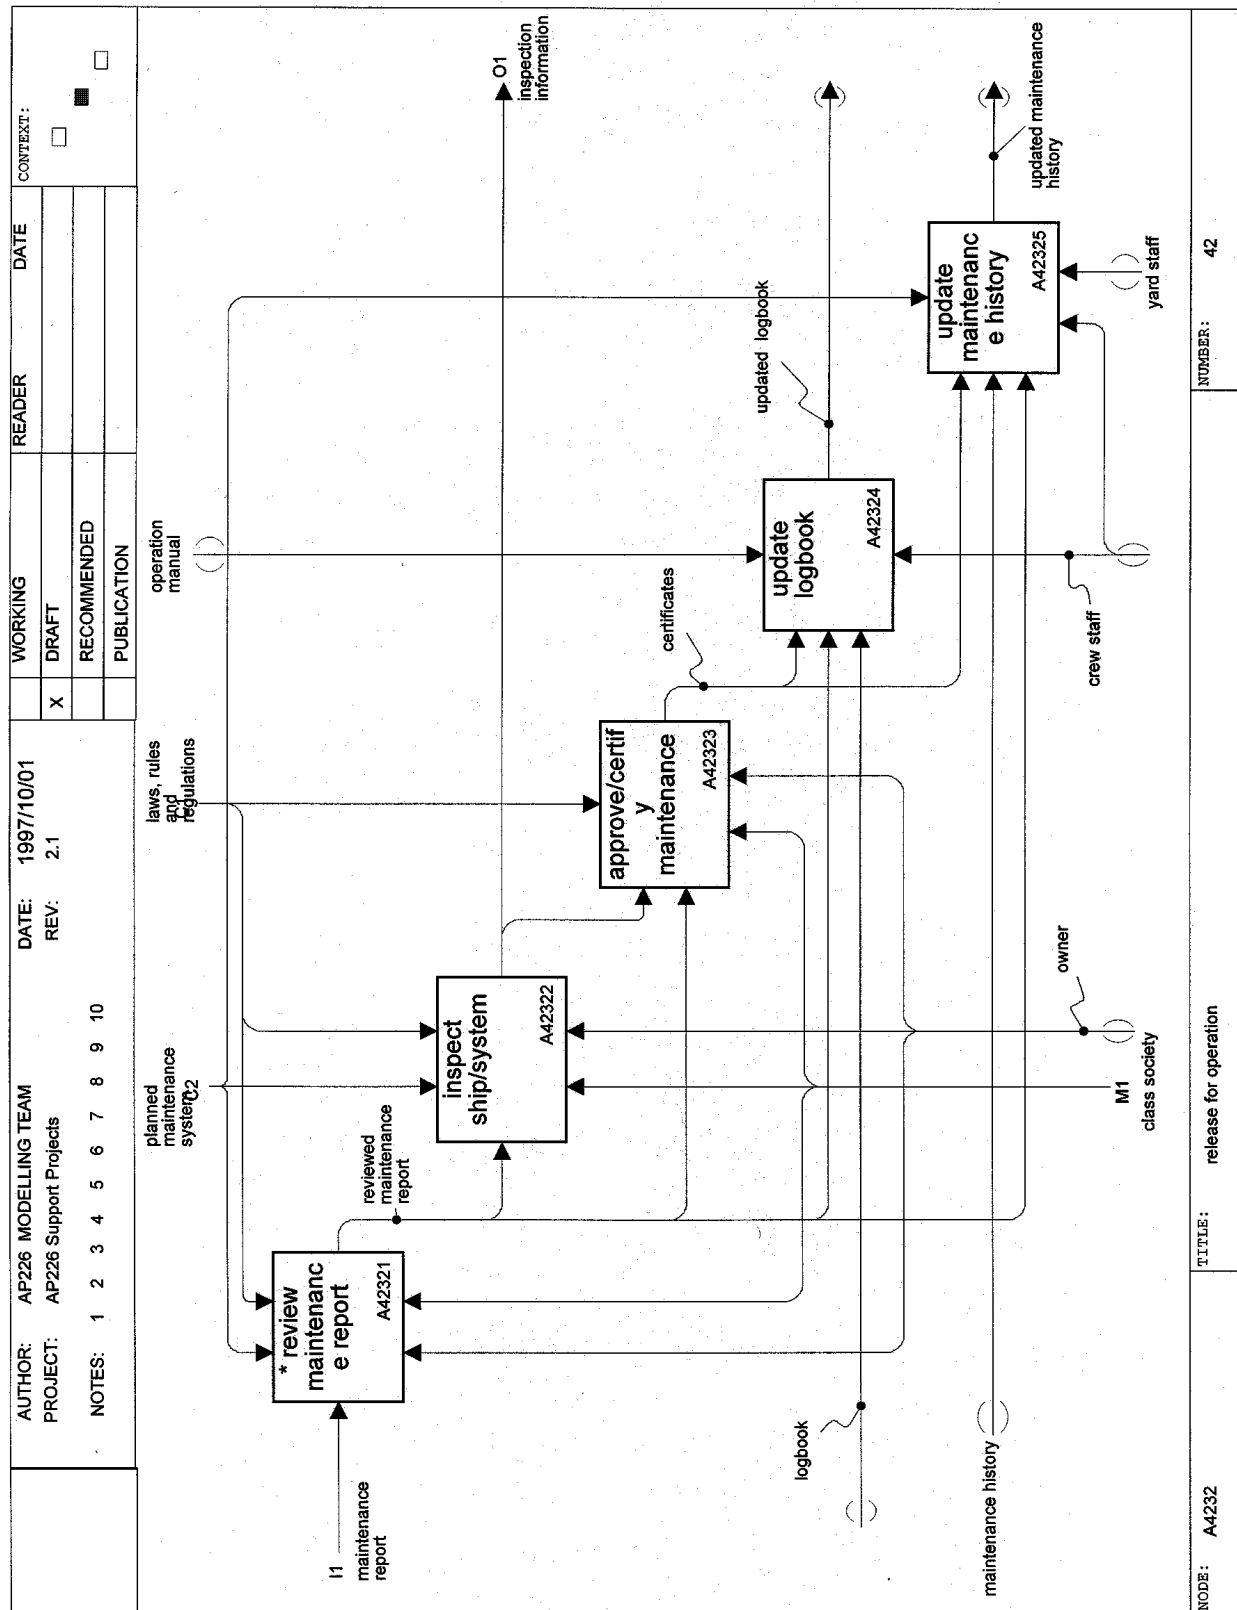 AUTHOR: AP226 MODELLING TEAM
DATE: 1997/10/01
WORKING
READER
DATE
CONTEXT:
PROJECT: AP226 Support Projects
REV: 2.1
X
DRAFT
RECOMMENDED
NOTES: 1 2 3 4 5 6 7 8 9 10
PUBLICATION
planned
maintenance
system
C2
laws, rules
and
regulations
operation
manual
I1
maintenance
report
* review
maintenanc
e report
A42321
reviewed
maintenance
report
inspect
ship/system
A42322
O1
inspection
information
approve/certif
y
maintenance
A42323
certificates
update
logbook
A42324
updated logbook
update
maintenanc
e history
A42325
updated maintenance
history
logbook
maintenance history
M1
class society
owner
crew staff
yard staff
NODE: A4232
TITLE: release for operation
NUMBER: 42